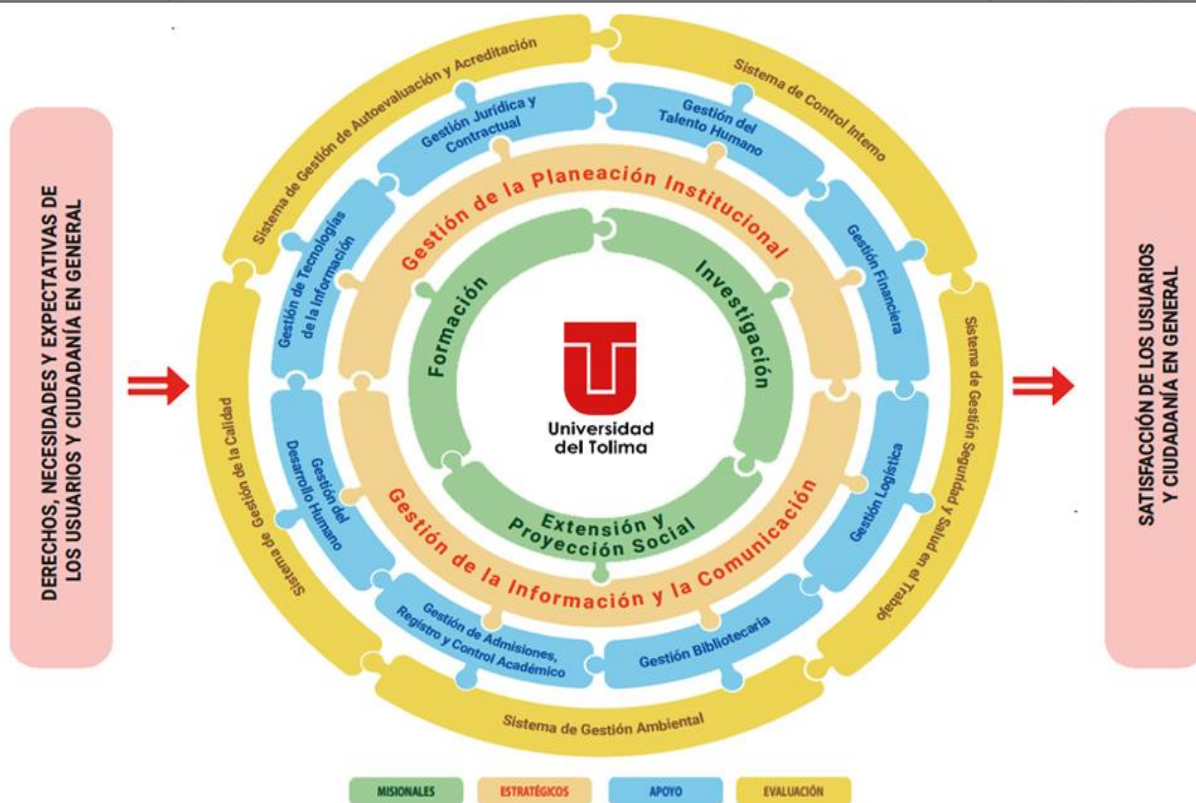 DERECHOS, NECESIDADES Y EXPECTATIVAS DE
LOS USUARIOS Y CIUDADANÍA EN GENERAL
Sistema de Gestión de Autoevaluación y Acreditación
Sistema de Control Interno
Sistema de Gestión Seguridad y Salud en el Trabajo
Sistema de Gestión Ambiental
Sistema de Gestión de la Calidad
Gestión Jurídica y
Contractual
Gestión del
Talento Humano
Gestión Financiera
Gestión Logística
Gestión Bibliotecaria
Gestión de Admisiones,
Registro y Control Académico
Gestión del
Desarrollo Humano
Gestión de Tecnologías
de la Información
Gestión de la Planeación Institucional
Gestión de la Información y la Comunicación
Formación
Investigación
Extensión y
Proyección Social
Universidad
del Tolima
SATISFACCIÓN DE LOS USUARIOS
Y CIUDADANÍA EN GENERAL
MISIONALES
ESTRATÉGICOS
APOYO
EVALUACIÓN